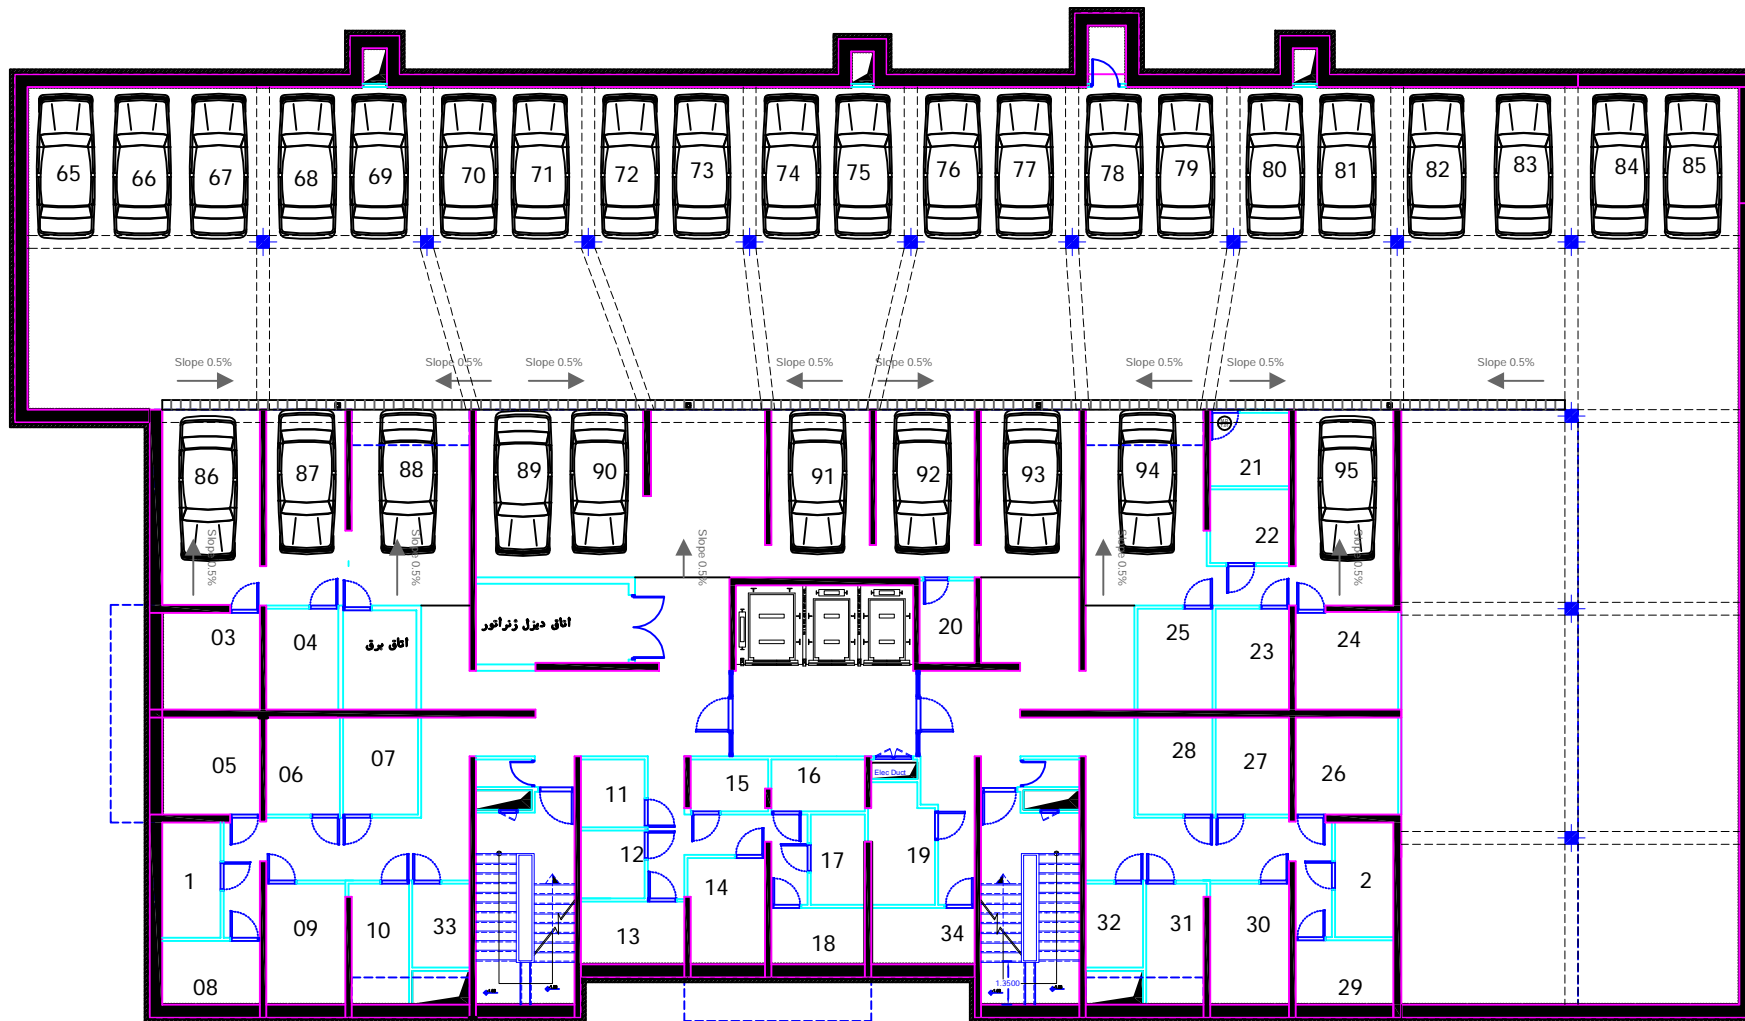 65 66 67 68 69 70 71 72 73 74 75 76 77 78 79 80 81 82 83 84 85
Slope 0.5% Slope 0.5% Slope 0.5% Slope 0.5% Slope 0.5% Slope 0.5% Slope 0.5% Slope 0.5%
86 87 88 89 90 91 92 93 94 21 95
22
Slope 0.5% Slope 0.5% Slope 0.5% Slope 0.5% Slope 0.5%
03 04 اتاق برق اتاق دیزل ژنراتور 20 25 23 24
05 06 07 11 15 16 Elec Duct 28 27 26
1 12 14 17 19 2
09 10 33 13 18 34 32 31 30
08 1.3500 29